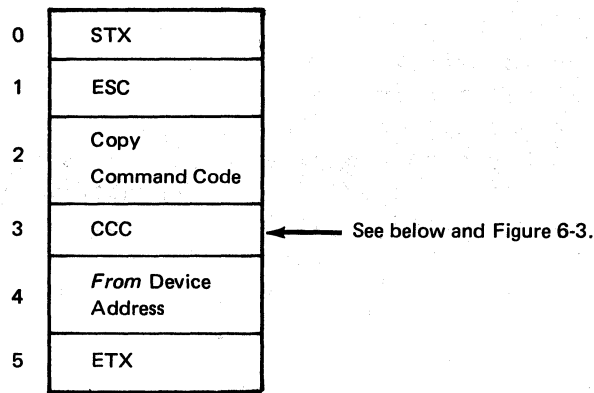 0 STX
1 ESC
2 Copy
Command Code
3 CCC See below and Figure 6-3.
4 From Device
Address
5 ETX